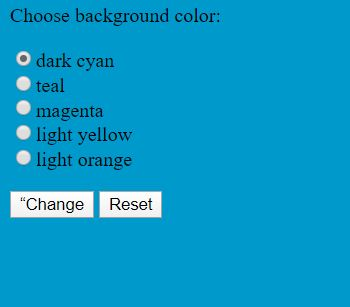 Choose background color:
dark cyan
teal
magenta
light yellow
light orange
“Change Reset